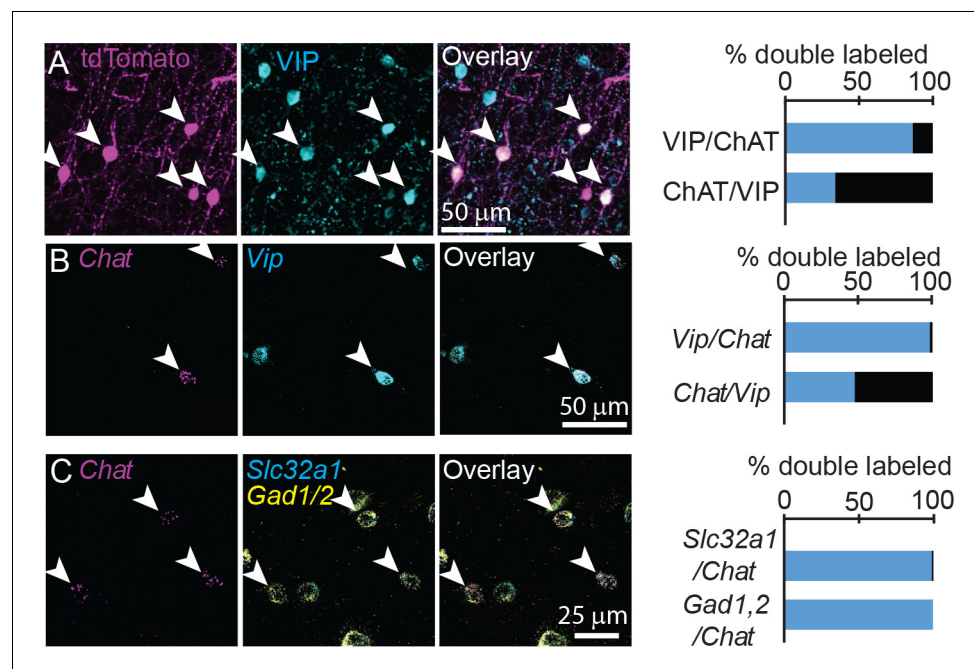 A tdTomato VIP Overlay
50 μm
% double labeled
0 50 100
VIP/ChAT
ChAT/VIP
B Chat Vip Overlay
50 μm
% double labeled
0 50 100
Vip/Chat
Chat/Vip
C Chat Slc32a1 Overlay
Gad1/2
25 μm
% double labeled
0 50 100
Slc32a1
/Chat
Gad1,2
/Chat